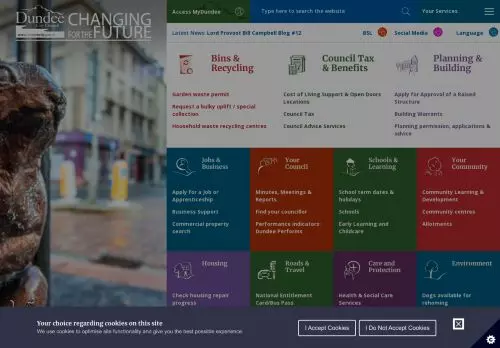 Dundee
CHANGING
FOR THE
FUTURE
Access MyDundee
Type here to search the website
Your Services
Latest News Lord Provost Bill Campbell Blog #12
BSL
Social Media
Language
Bins &
Recycling
Garden waste permit
Request a bulky uplift / special
collection
Household waste recycling centres
Council Tax
& Benefits
Cost of Living Support & Open Doors
Locations
Council Tax
Council Advice Services
Planning &
Building
Apply for Approval of a Raised
Structure
Building Warrants
Planning permission, applications &
advice
Jobs &
Business
Apply for a Job or
Apprenticeship
Business Support
Commercial property
search
Your
Council
Minutes, Meetings &
Reports
Find your councillor
Performance Indicators
Dundee Performs
Schools &
Learning
School term dates &
holidays
Schools
Early Learning and
Childcare
Your
Community
Community Learning &
Development
Community centres
Allotments
Housing
Check housing repair
progress
Roads &
Travel
National Entitlement
Card/Bus Pass
Care and
Protection
Health & Social Care
Services
Environment
Dogs available for
rehoming
Your choice regarding cookies on this site
We use cookies to optimise site functionality and give you the best possible experience.
I Accept Cookies
I Do Not Accept Cookies